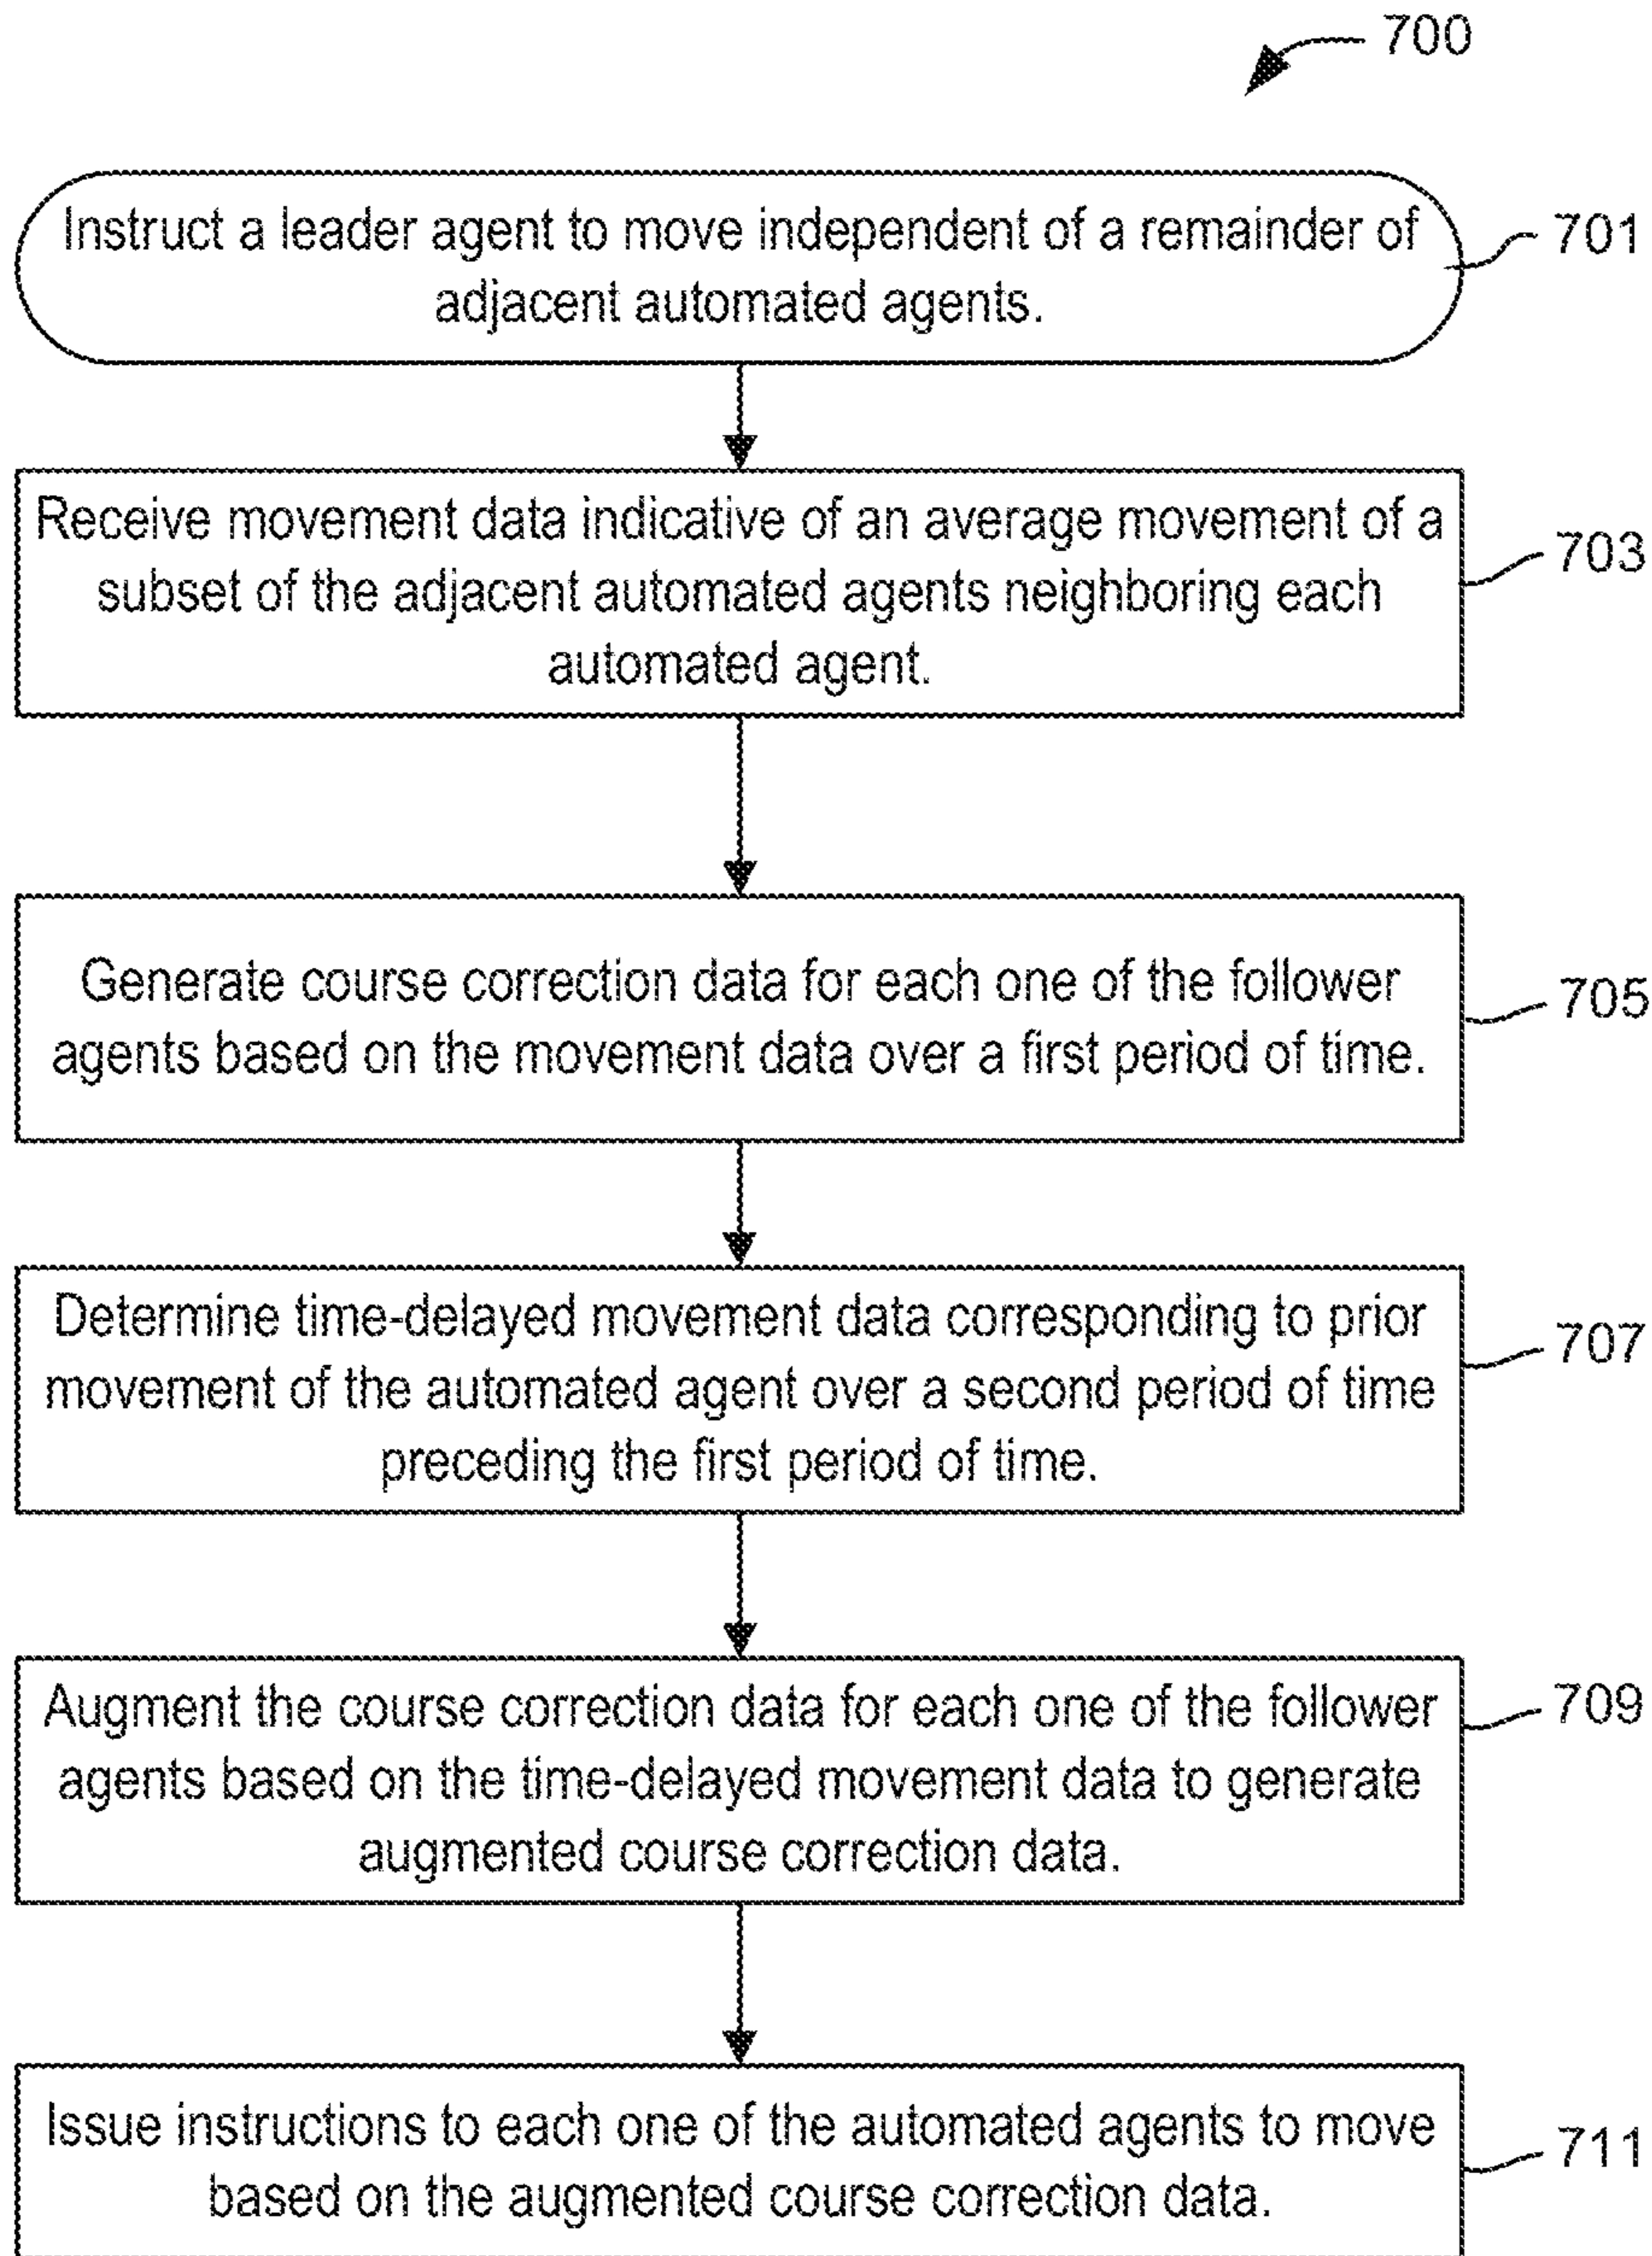 700
Instruct a leader agent to move independent of a remainder of
adjacent automated agents.
701
Receive movement data indicative of an average movement of a
subset of the adjacent automated agents neighboring each
automated agent.
703
Generate course correction data for each one of the follower
agents based on the movement data over a first period of time.
705
Determine time-delayed movement data corresponding to prior
movement of the automated agent over a second period of time
preceding the first period of time.
707
Augment the course correction data for each one of the follower
agents based on the time-delayed movement data to generate
augmented course correction data.
709
Issue instructions to each one of the automated agents to move
based on the augmented course correction data.
711